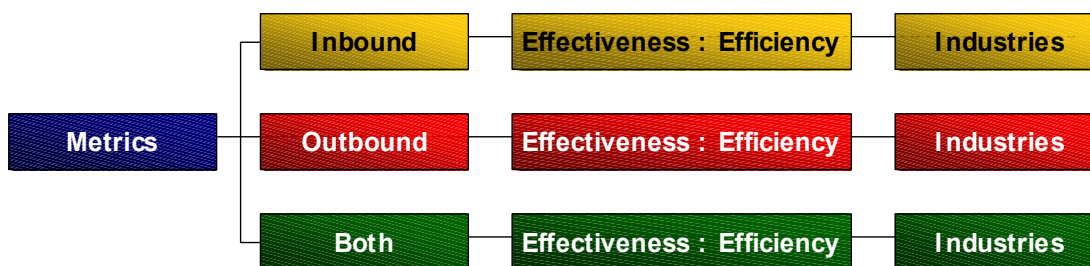 Inbound
Effectiveness : Efficiency
Industries
Metrics
Outbound
Effectiveness : Efficiency
Industries
Both
Effectiveness : Efficiency
Industries